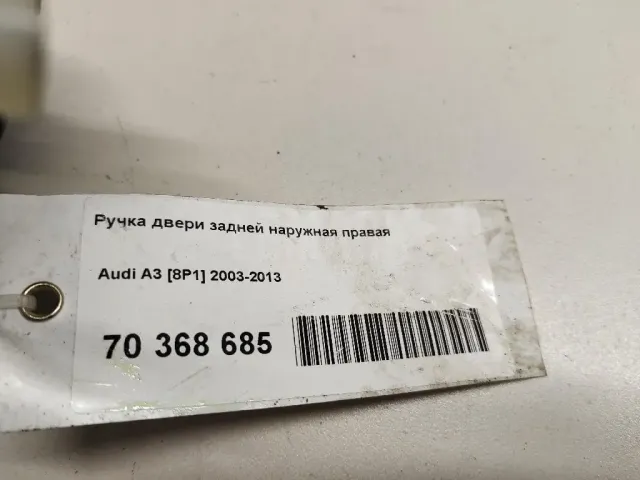 Ручка двери задней наружная правая
Audi A3 [8P1] 2003-2013
70 368 685